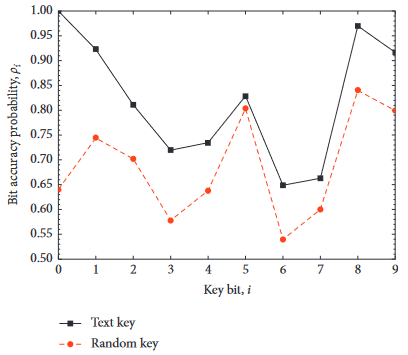 Bit accuracy probability, ρi
1.00
0.95
0.90
0.85
0.80
0.75
0.70
0.65
0.60
0.55
0.50
0 1 2 3 4 5 6 7 8 9
Key bit, i
Text key
Random key